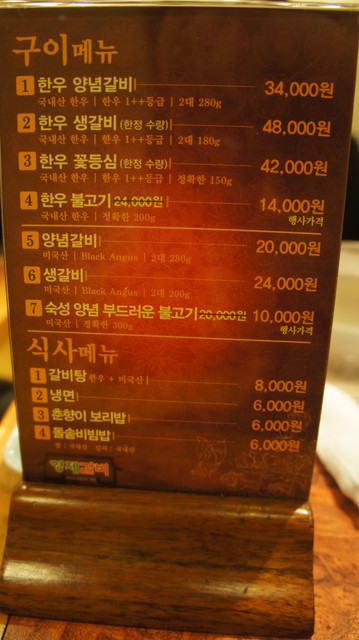 구이메뉴
1 한우 양념갈비 34,000원
국내산 한우 | 한우 1++등급 | 2대 280g
2 한우 생갈비 (한정 수량) 48,000원
국내산 한우 | 한우 1++등급 | 2대 180g
3 한우 꽃등심 (한정 수량) 42,000원
국내산 한우 | 한우 1++등급 | 정확한 150g
4 한우 불고기 24,000원 14,000원
국내산 한우 | 정확한 200g 행사가격
5 양념갈비 20,000원
미국산 | Black Angus | 2대 280g
6 생갈비 24,000원
미국산 | Black Angus | 2대 200g
7 숙성 양념 부드러운 불고기 20,000원 10,000원
미국산 | 정확한 300g 행사가격
식사메뉴
1 갈비탕 한우 + 미국산 8,000원
2 냉면 6,000원
3 춘향이 보리밥 6,000원
4 돌솥비빔밥 6,000원
쌀 : 국내산 김치 : 국내산